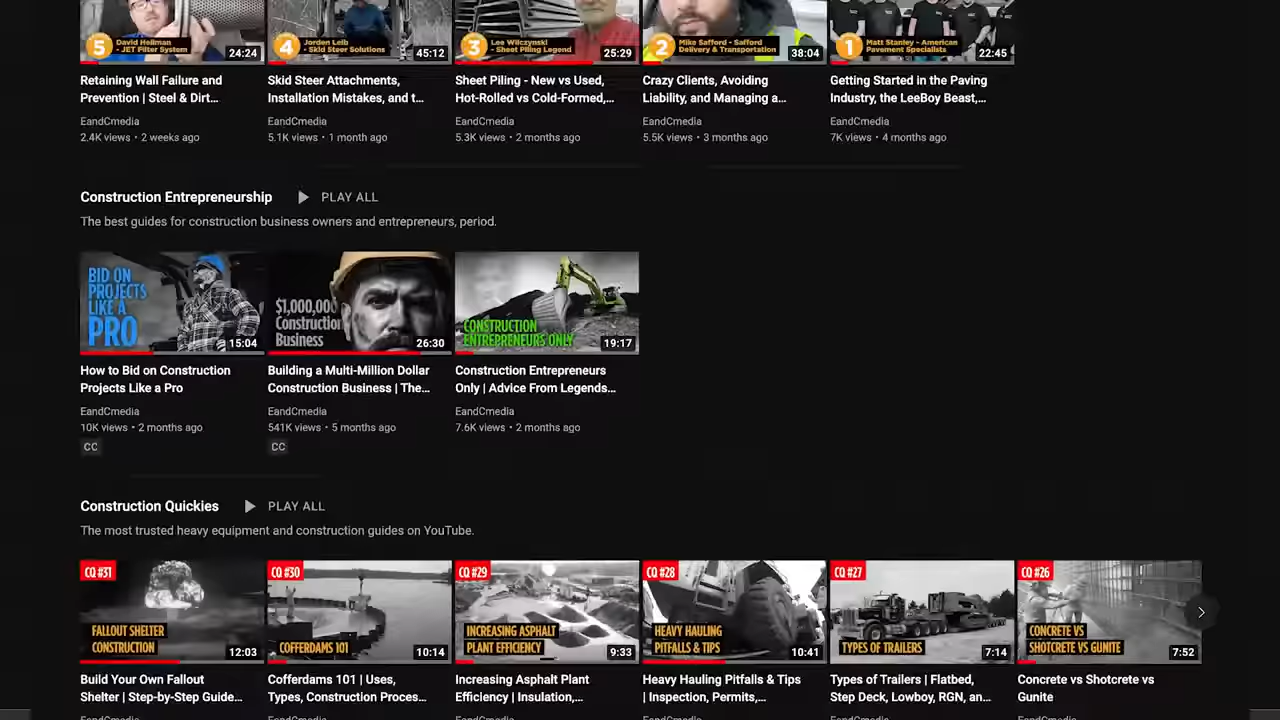 5 David Heilman - JET Filter System 24:24
4 Jorden Leib - Skid Steer Solutions 45:12
3 Lee Wilczynski - Sheet Piling Legend 25:29
2 Mike Safford - Safford Delivery & Transportation 38:04
1 Matt Stanley - American Pavement Specialists 22:45
Retaining Wall Failure and
Prevention | Steel & Dirt...
EandCmedia
2.4K views • 2 weeks ago
Skid Steer Attachments,
Installation Mistakes, and t...
EandCmedia
5.1K views • 1 month ago
Sheet Piling - New vs Used,
Hot-Rolled vs Cold-Formed,...
EandCmedia
5.3K views • 2 months ago
Crazy Clients, Avoiding
Liability, and Managing a...
EandCmedia
5.5K views • 3 months ago
Getting Started in the Paving
Industry, the LeeBoy Beast,...
EandCmedia
7K views • 4 months ago
Construction Entrepreneurship PLAY ALL
The best guides for construction business owners and entrepreneurs, period.
BID ON
PROJECTS
LIKE A
PRO
15:04
How to Bid on Construction
Projects Like a Pro
EandCmedia
10K views • 2 months ago
CC
$1,000,000
Construction
Business
26:30
Building a Multi-Million Dollar
Construction Business | The...
EandCmedia
541K views • 5 months ago
CC
CONSTRUCTION
ENTREPRENEURS ONLY
19:17
Construction Entrepreneurs
Only | Advice From Legends...
EandCmedia
7.6K views • 2 months ago
Construction Quickies PLAY ALL
The most trusted heavy equipment and construction guides on YouTube.
CQ #31
FALLOUT SHELTER
CONSTRUCTION
12:03
Build Your Own Fallout
Shelter | Step-by-Step Guide...
EandCmedia
CQ #30
COFFERDAMS 101
10:14
Cofferdams 101 | Uses,
Types, Construction Proces...
EandCmedia
CQ #29
INCREASING ASPHALT
PLANT EFFICIENCY
9:33
Increasing Asphalt Plant
Efficiency | Insulation,...
EandCmedia
CQ #28
HEAVY HAULING
PITFALLS & TIPS
10:41
Heavy Hauling Pitfalls & Tips
| Inspection, Permits,...
EandCmedia
CQ #27
TYPES OF TRAILERS
7:14
Types of Trailers | Flatbed,
Step Deck, Lowboy, RGN, an...
EandCmedia
CQ #26
CONCRETE VS
SHOTCRETE VS GUNITE
7:52
Concrete vs Shotcrete vs
Gunite
EandCmedia